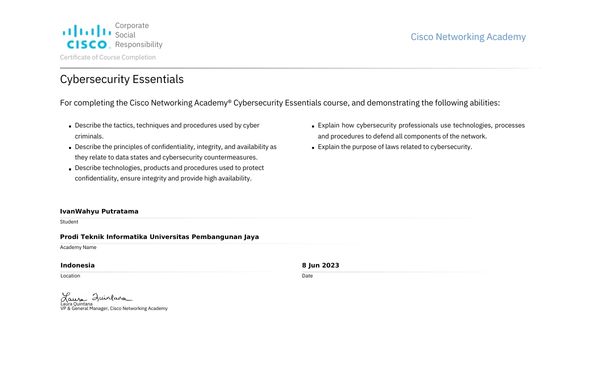 Corporate
Social
Responsibility
CISCO
Cisco Networking Academy
Certificate of Course Completion
Cybersecurity Essentials
For completing the Cisco Networking Academy® Cybersecurity Essentials course, and demonstrating the following abilities:
• Describe the tactics, techniques and procedures used by cyber
criminals.
• Describe the principles of confidentiality, integrity, and availability as
they relate to data states and cybersecurity countermeasures.
• Describe technologies, products and procedures used to protect
confidentiality, ensure integrity and provide high availability.
• Explain how cybersecurity professionals use technologies, processes
and procedures to defend all components of the network.
• Explain the purpose of laws related to cybersecurity.
IvanWahyu Putratama
Student
Prodi Teknik Informatika Universitas Pembangunan Jaya
Academy Name
Indonesia
Location
8 Jun 2023
Date
Laura Quintana
Laura Quintana
VP & General Manager, Cisco Networking Academy